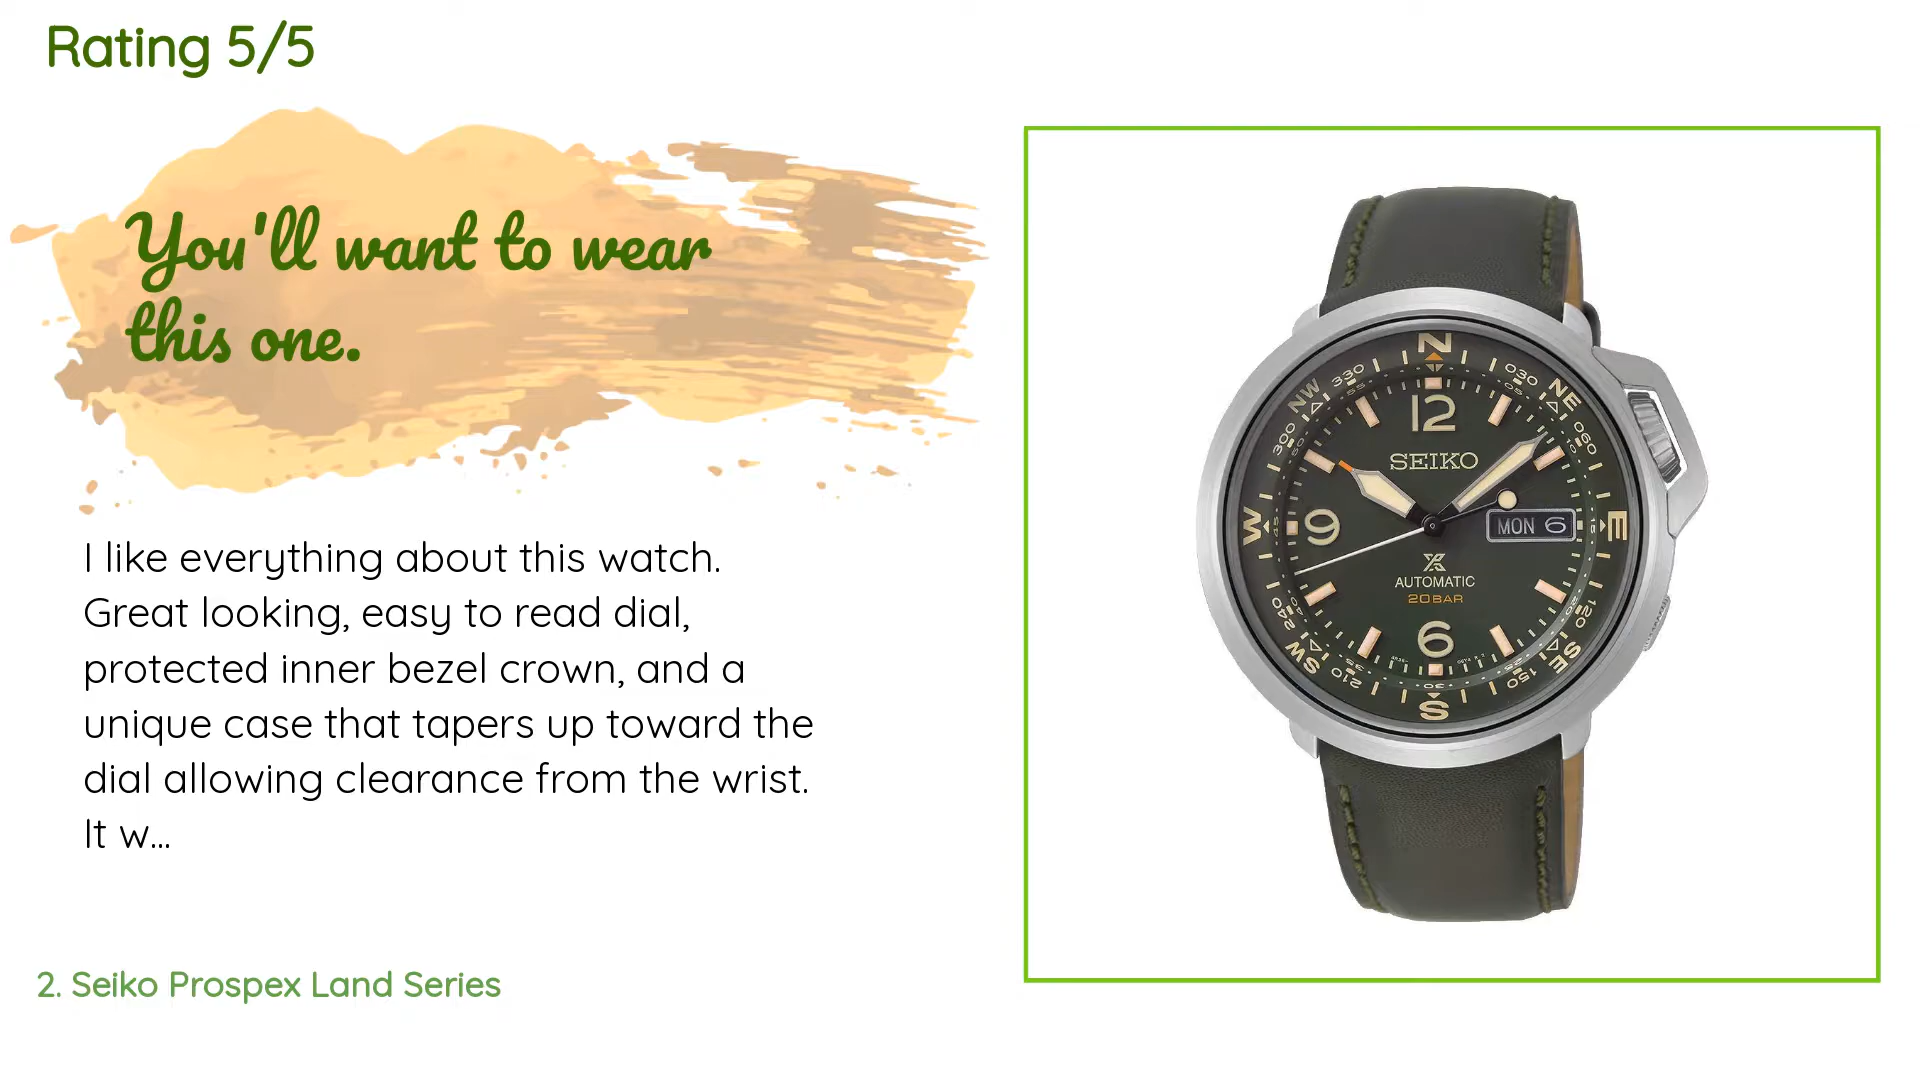 Rating 5/5
You'll want to wear
this one.
I like everything about this watch.
Great looking, easy to read dial,
protected inner bezel crown, and a
unique case that tapers up toward the
dial allowing clearance from the wrist.
It w...
2. Seiko Prospex Land Series
N
NW 330 030 NE
300 060
12
SEIKO
W 9 MON 6 E
AUTOMATIC
20 BAR
240 120
6
SW 210 150 SE
S